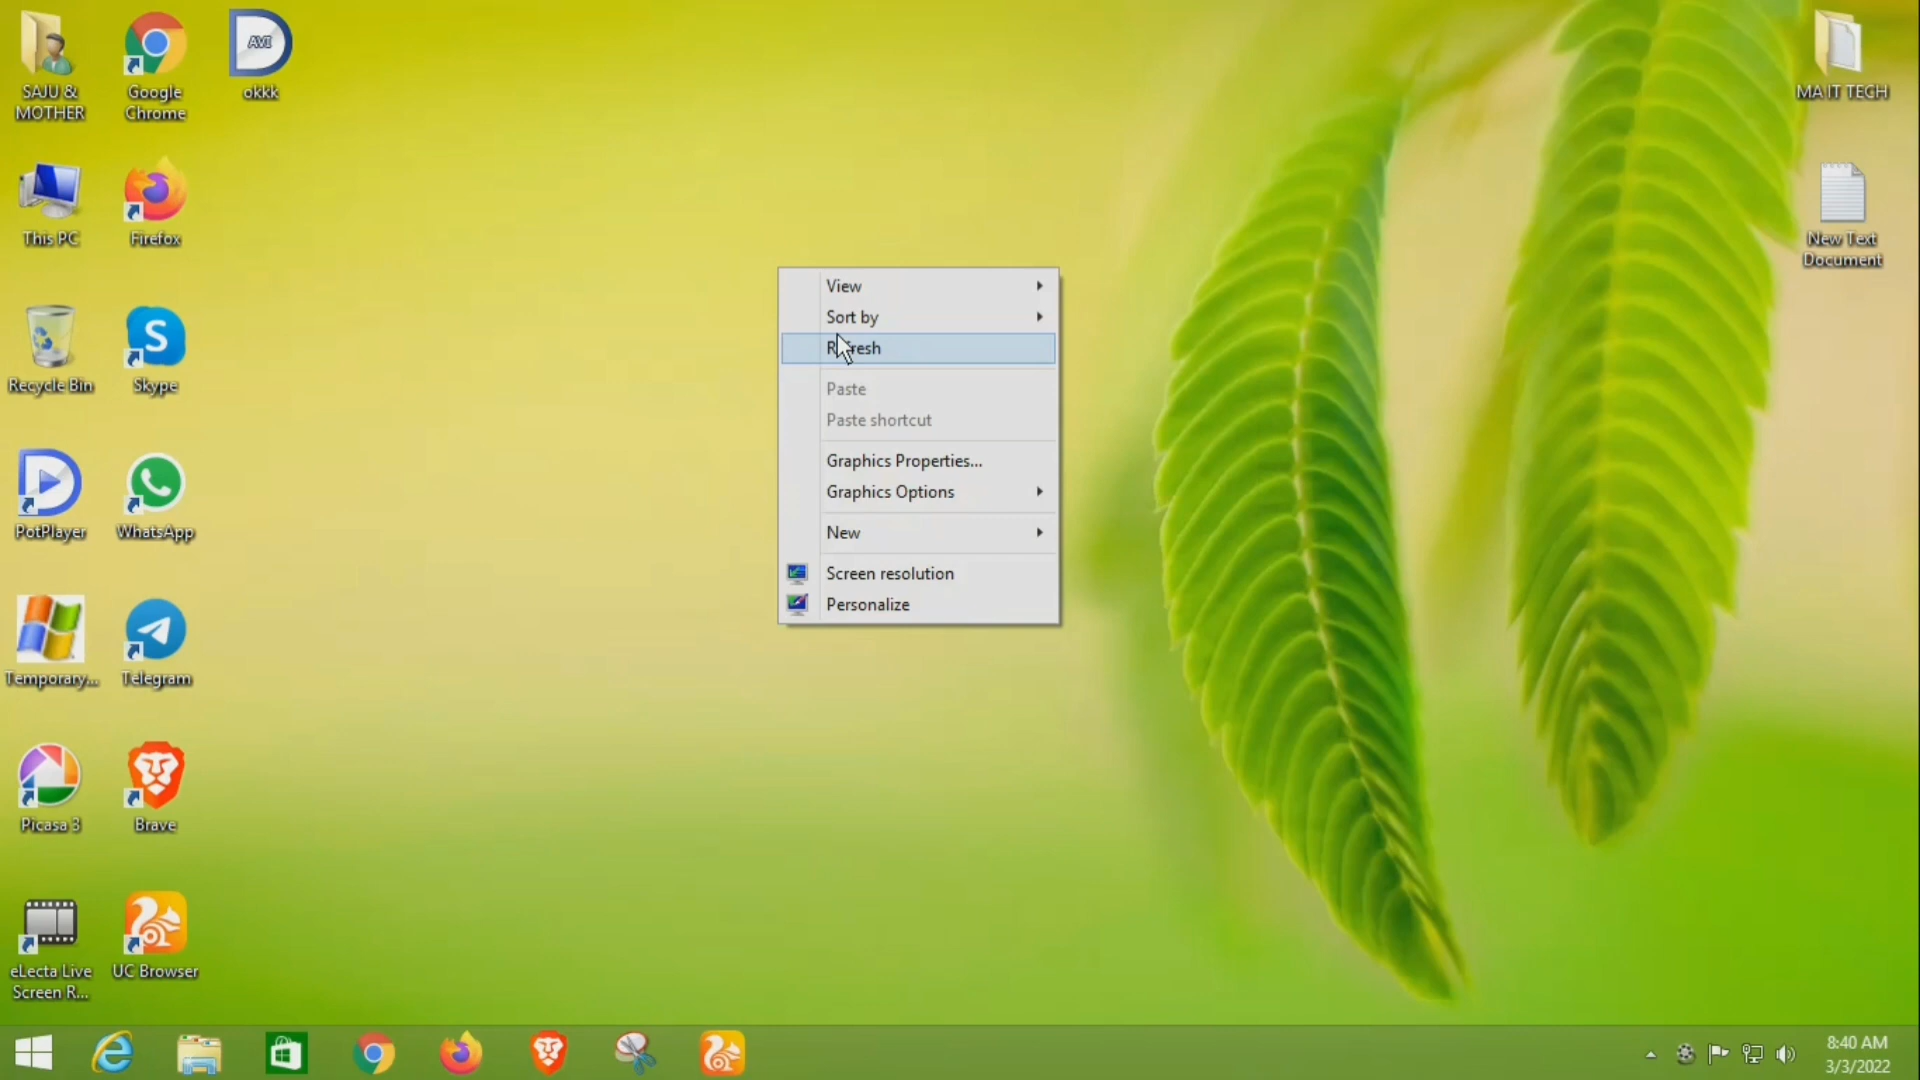 SAJU &
MOTHER
Google
Chrome
AVI
okkk
MA IT TECH
This PC
Firefox
New Text
Document
Recycle Bin
S
Skype
PotPlayer
WhatsApp
Temporary...
Telegram
Picasa 3
Brave
eLecta Live
Screen R...
UC Browser
View
Sort by
Refresh
Paste
Paste shortcut
Graphics Properties...
Graphics Options
New
Screen resolution
Personalize
8:40 AM
3/3/2022